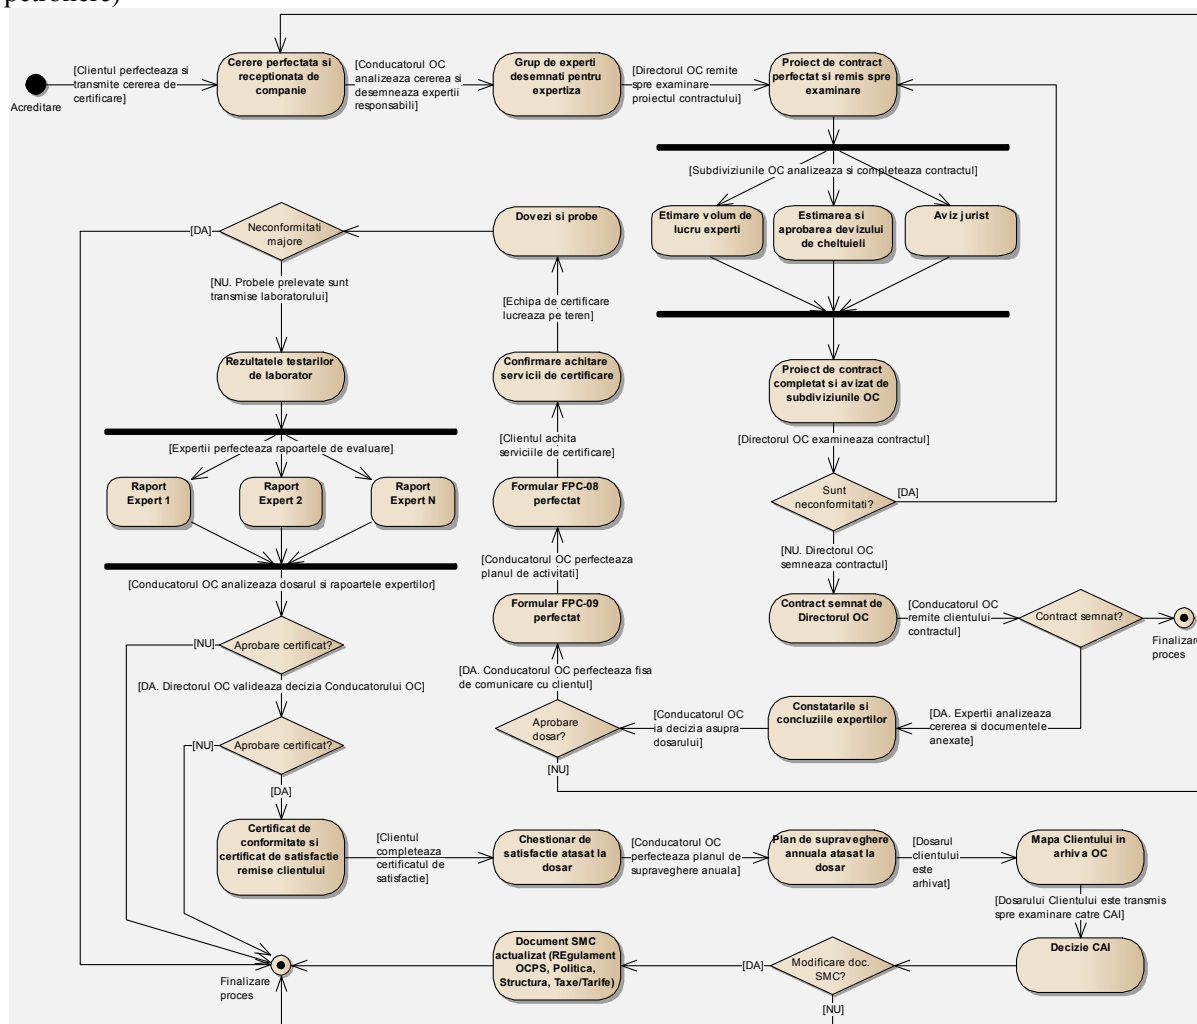 petroliere)
[Clientul perfecteaza si
transmite cererea de
certificare]
Acreditare
Cerere perfectata si
receptionata de
companie
[Conducatorul OC
analizeaza cererea si
desemneaza expertii
responsabili]
Grup de experti
desemnati pentru
expertiza
[Directorul OC remite
spre examinare
proiectul contractului]
Proiect de contract
perfectat si remis spre
examinare
[Subdiviziunile OC analizeaza si completeaza contractul]
Etimare volum de
lucru experti
Estimarea si
aprobarea devizului
de cheltuieli
Aviz jurist
Proiect de contract
completat si avizat de
subdiviziunile OC
[Directorul OC examineaza contractul]
Sunt
neconformitati?
[DA]
[NU. Directorul OC
semneaza contractul]
Contract semnat de
Directorul OC
[Conducatorul OC
remite clientului
contractul]
Contract semnat?
Finalizare
proces
[DA. Expertii analizeaza
cererea si documentele
anexate]
Constatarile si
concluziile expertilor
[Conducatorul OC
ia decizia asupra
dosarului]
Aprobare
dosar?
[NU]
[DA. Conducatorul OC perfecteaza fisa
de comunicare cu clientul]
Formular FPC-09
perfectat
[Conducatorul OC perfecteaza
planul de activitati]
Formular FPC-08
perfectat
[Clientul achita
serviciile de certificare]
Confirmare achitare
servicii de certificare
[Echipa de certificare
lucreaza pe teren]
Dovezi si probe
Neconformitati
majore
[DA]
[NU. Probele prelevate sunt
transmise laboratorului]
Rezultatele testarilor
de laborator
[Expertii perfecteaza rapoartele de evaluare]
Raport
Expert 1
Raport
Expert 2
Raport
Expert N
[Conducatorul OC analizeaza dosarul si rapoartele expertilor]
Aprobare certificat?
[NU]
[DA. Directorul OC valideaza decizia Conducatorului OC]
Aprobare certificat?
[NU]
[DA]
Certificat de
conformitate si
certificat de satisfactie
remise clientului
[Clientul
completeaza
certificatul de
satisfactie]
Chestionar de
satisfactie atasat la
dosar
[Conducatorul OC
perfecteaza planul de
supraveghere anuala]
Plan de supraveghere
annuala atasat la
dosar
[Dosarul
clientului
este
arhivat]
Mapa Clientului in
arhiva OC
[Dosarului Clientului este transmis
spre examinare catre CAI]
Decizie CAI
Modificare doc.
SMC?
[DA]
[NU]
Document SMC
actualizat (REgulament
OCPS, Politica,
Structura, Taxe/Tarife)
Finalizare
proces